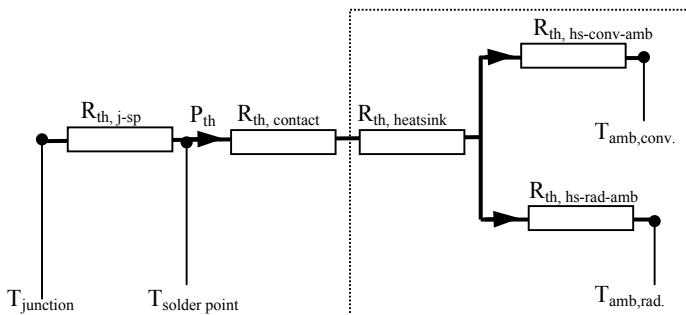 R_th, hs-conv-amb
R_th, j-sp P_th R_th, contact R_th, heatsink
T_amb,conv.
R_th, hs-rad-amb
T_junction T_solder point T_amb,rad.